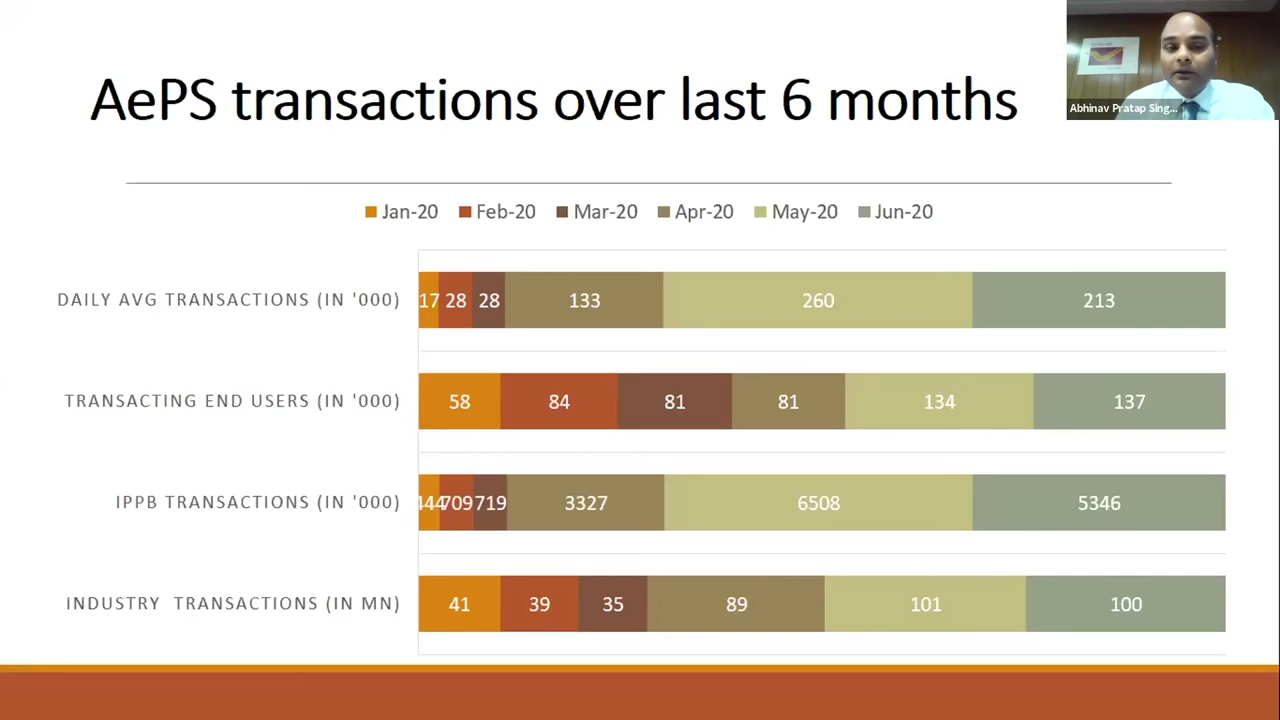 AePS transactions over last 6 months
Abhinav Pratap Sing...
Jan-20 Feb-20 Mar-20 Apr-20 May-20 Jun-20
DAILY AVG TRANSACTIONS (IN '000) 17 28 28 133 260 213
TRANSACTING END USERS (IN '000) 58 84 81 81 134 137
IPPB TRANSACTIONS (IN '000) 444 709 719 3327 6508 5346
INDUSTRY TRANSACTIONS (IN MN) 41 39 35 89 101 100